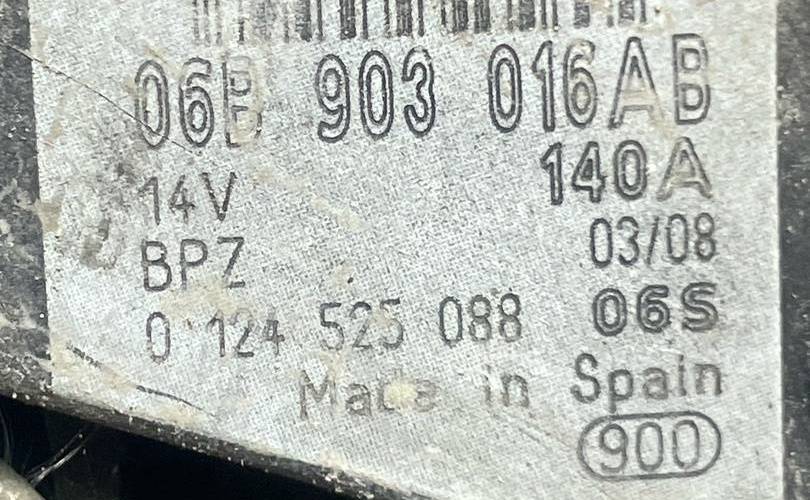 06B 903 016AB
14V 140A
BPZ 03/08
0 124 525 088 06S
Made in Spain
900